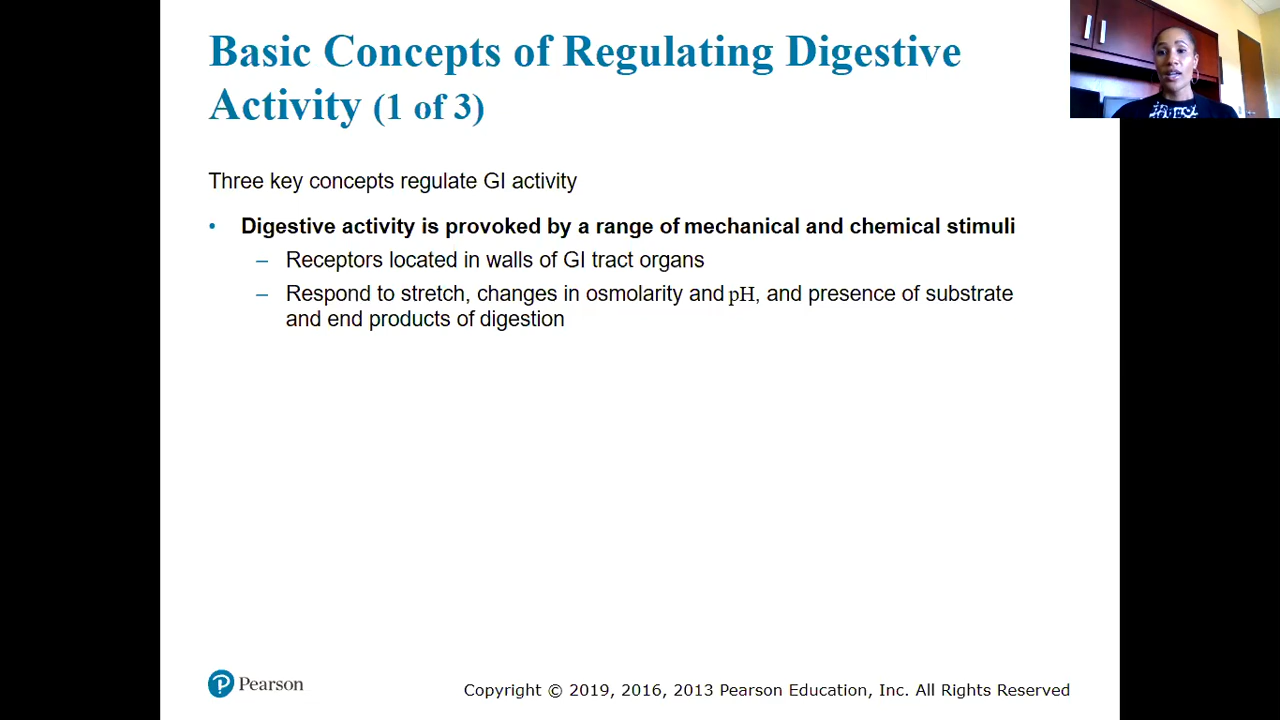 Basic Concepts of Regulating Digestive
Activity (1 of 3)
Three key concepts regulate GI activity
• Digestive activity is provoked by a range of mechanical and chemical stimuli
– Receptors located in walls of GI tract organs
– Respond to stretch, changes in osmolarity and pH, and presence of substrate
and end products of digestion
Pearson
Copyright © 2019, 2016, 2013 Pearson Education, Inc. All Rights Reserved